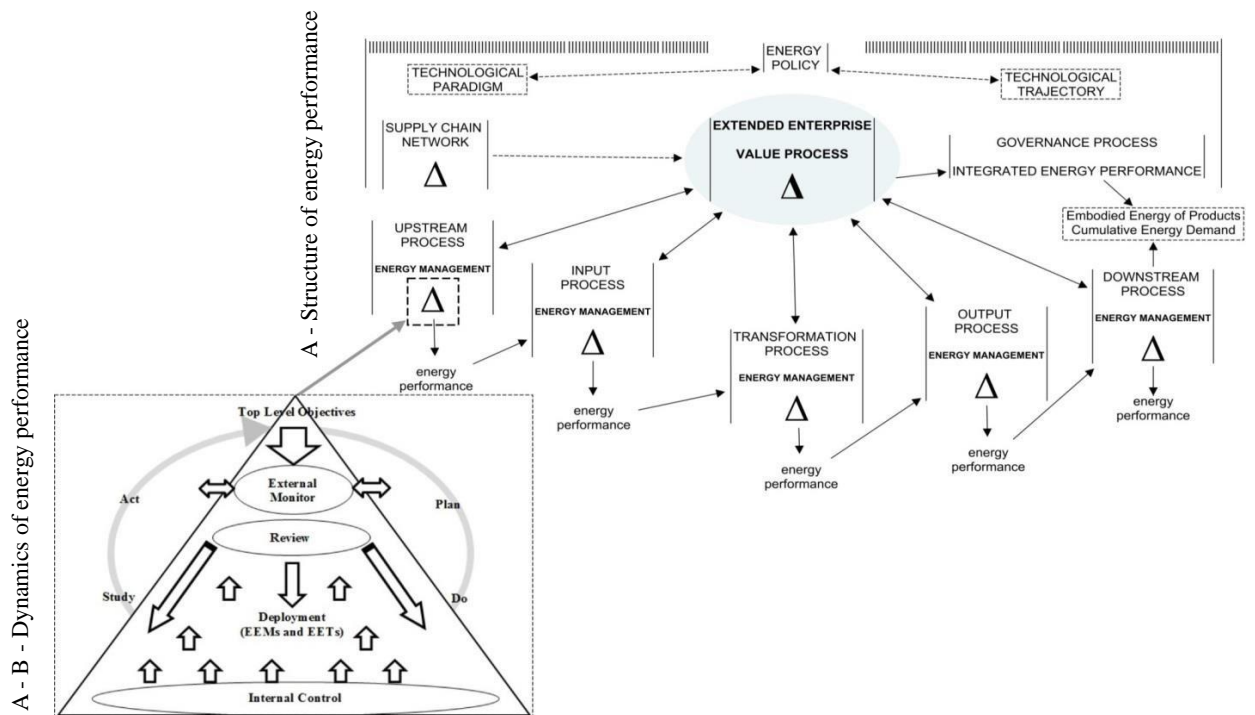 A - Structure of energy performance
ENERGY
POLICY
TECHNOLOGICAL
PARADIGM
TECHNOLOGICAL
TRAJECTORY
SUPPLY CHAIN
NETWORK
Δ
EXTENDED ENTERPRISE
VALUE PROCESS
Δ
GOVERNANCE PROCESS
INTEGRATED ENERGY PERFORMANCE
Embodied Energy of Products
Cumulative Energy Demand
UPSTREAM
PROCESS
ENERGY MANAGEMENT
Δ
energy
performance
INPUT
PROCESS
ENERGY MANAGEMENT
Δ
energy
performance
TRANSFORMATION
PROCESS
ENERGY MANAGEMENT
Δ
energy
performance
OUTPUT
PROCESS
ENERGY MANAGEMENT
Δ
energy
performance
DOWNSTREAM
PROCESS
ENERGY MANAGEMENT
Δ
energy
performance
A - B - Dynamics of energy performance
Top Level Objectives
External
Monitor
Act
Plan
Review
Study
Do
Deployment
(EEMs and EETs)
Internal Control